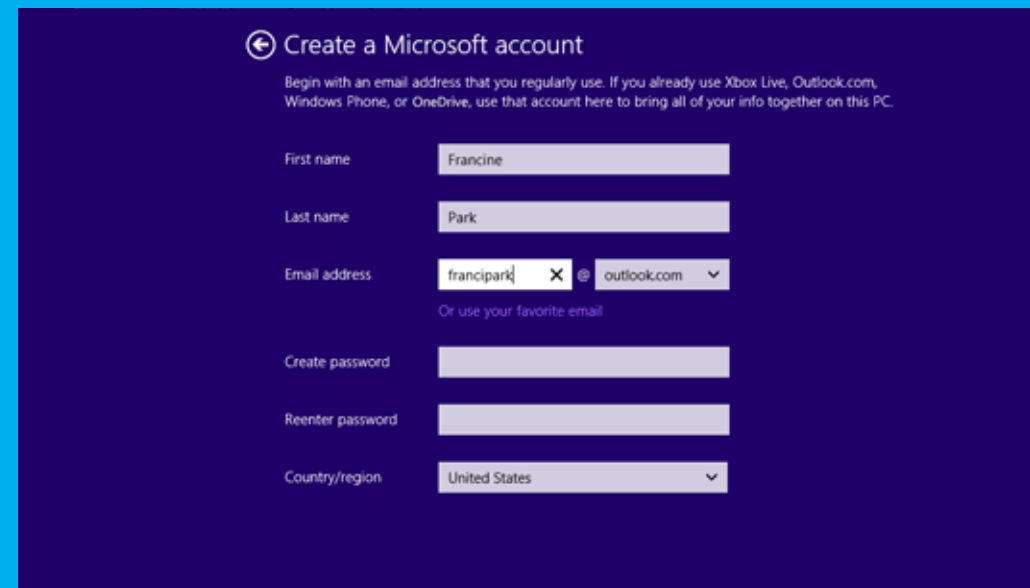 Create a Microsoft account
Begin with an email address that you regularly use. If you already use Xbox Live, Outlook.com,
Windows Phone, or OneDrive, use that account here to bring all of your info together on this PC.
First name Francine
Last name Park
Email address francipark @ outlook.com
Or use your favorite email
Create password
Reenter password
Country/region United States